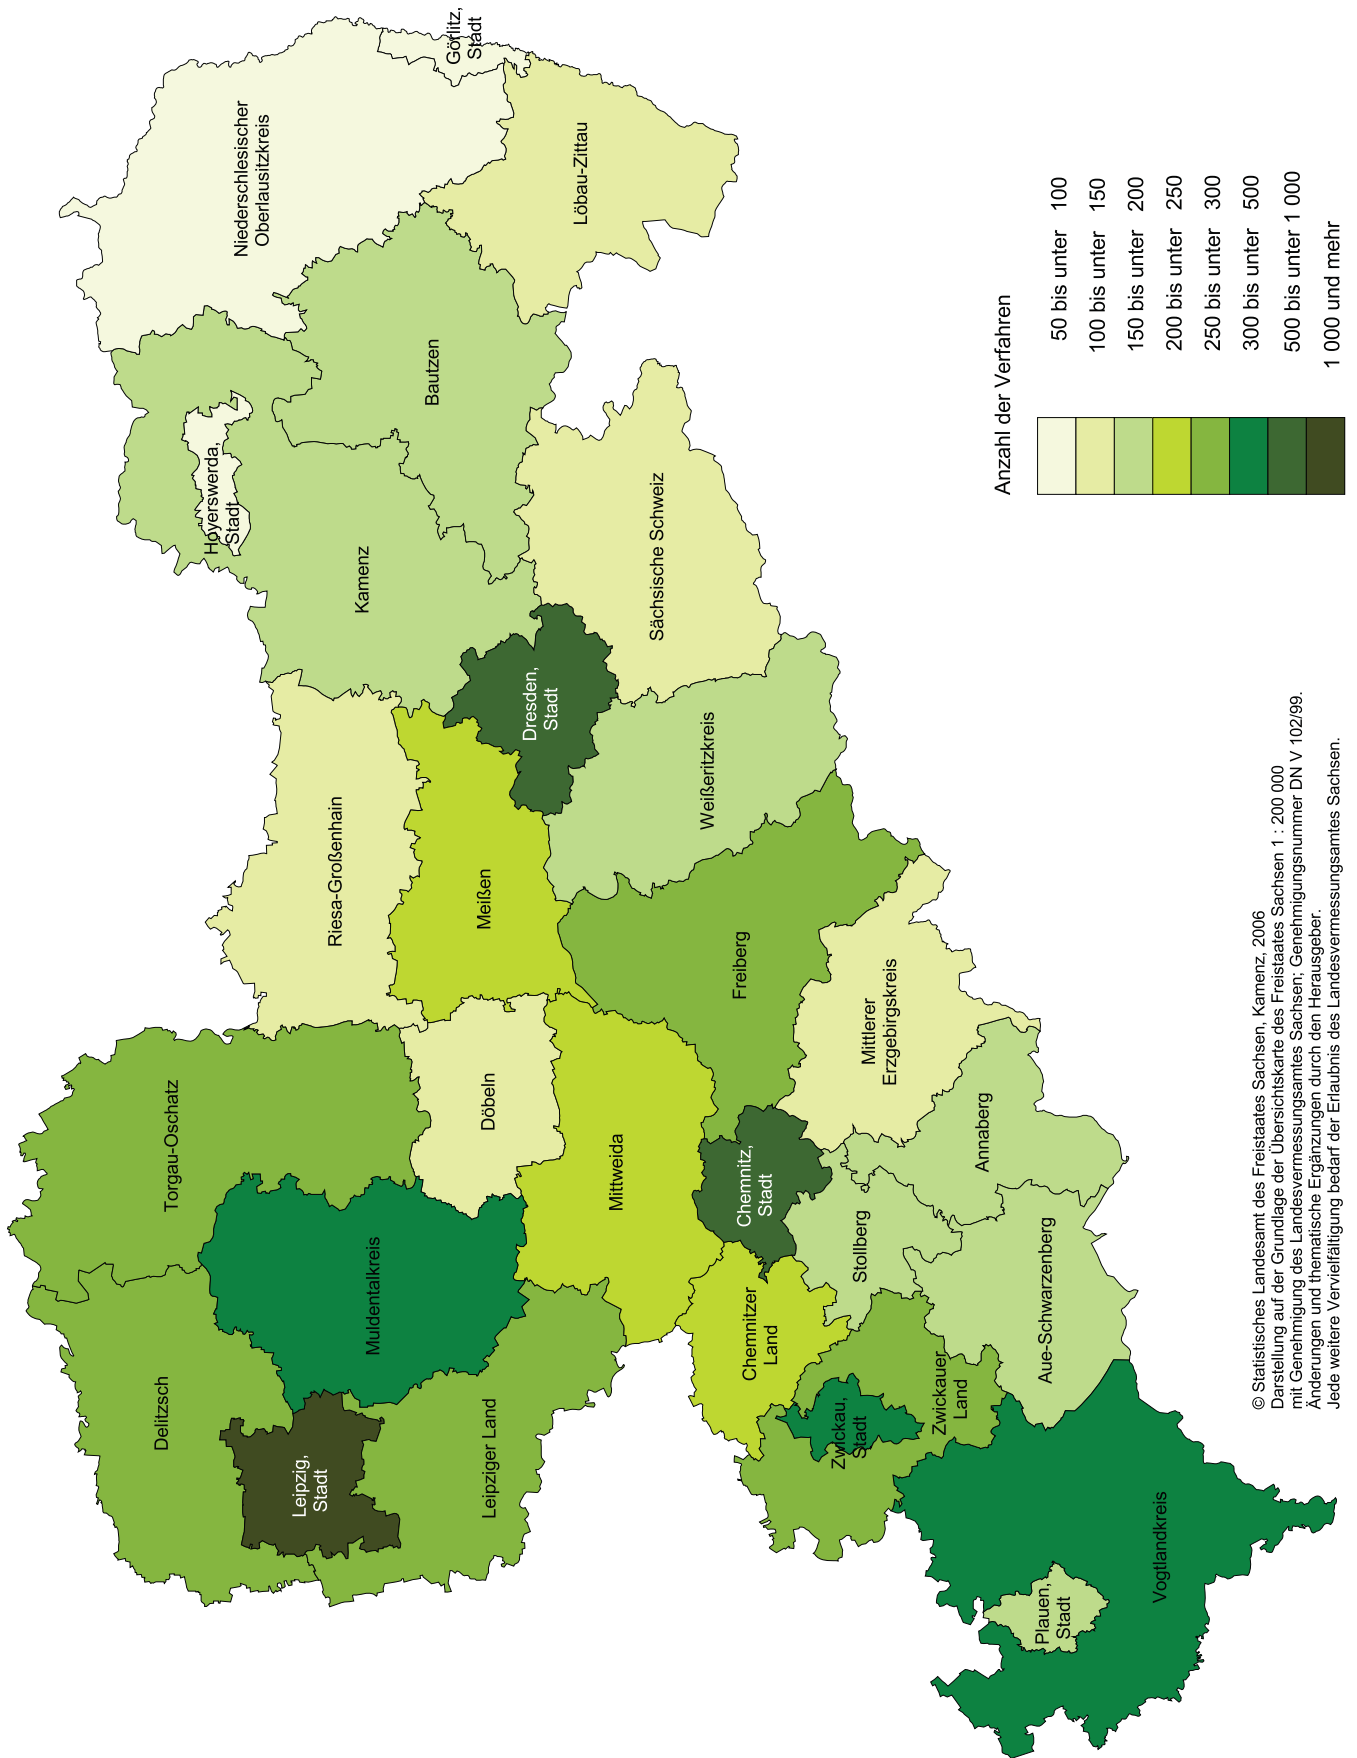 Torgau-Oschatz
Delitzsch
Leipzig,
Stadt
Muldentalkreis
Leipziger Land
Döbeln
Riesa-Großenhain
Meißen
Mittweida
Hoyerswerda,
Stadt
Kamenz
Niederschlesischer
Oberlausitzkreis
Bautzen
Görlitz,
Stadt
Löbau-Zittau
Dresden,
Stadt
Sächsische Schweiz
Weißeritzkreis
Freiberg
Chemnitz,
Stadt
Chemnitzer
Land
Mittlerer
Erzgebirgskreis
Stollberg
Annaberg
Zwickau,
Stadt
Zwickauer
Land
Aue-Schwarzenberg
Plauen,
Stadt
Vogtlandkreis
Anzahl der Verfahren
50 bis unter 100
100 bis unter 150
150 bis unter 200
200 bis unter 250
250 bis unter 300
300 bis unter 500
500 bis unter 1 000
1 000 und mehr
© Statistisches Landesamt des Freistaates Sachsen, Kamenz, 2006
Darstellung auf der Grundlage der Übersichtskarte des Freistaates Sachsen 1 : 200 000
mit Genehmigung des Landesvermessungsamtes Sachsen; Genehmigungsnummer DN V 102/99.
Änderungen und thematische Ergänzungen durch den Herausgeber.
Jede weitere Vervielfältigung bedarf der Erlaubnis des Landesvermessungsamtes Sachsen.